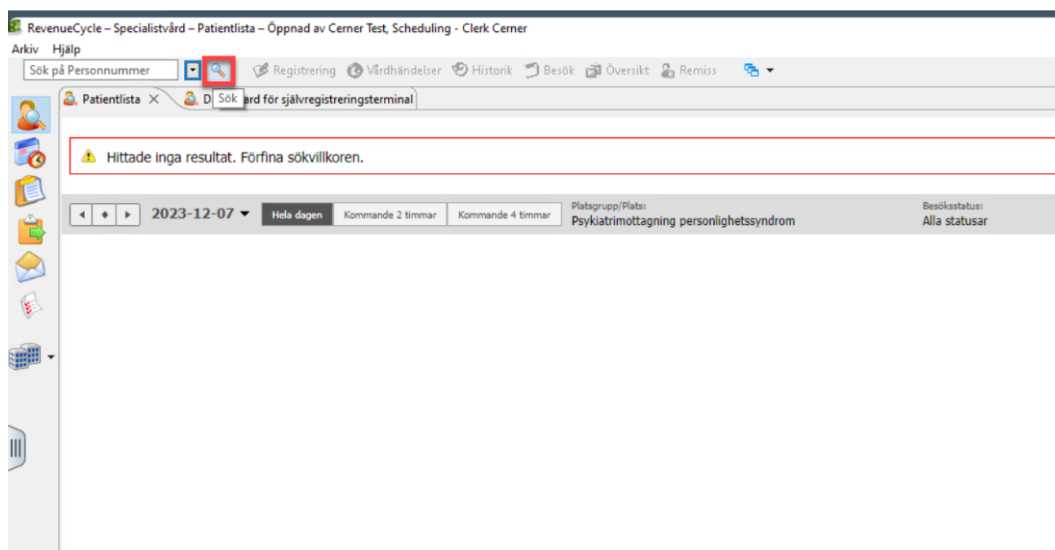 RevenueCycle – Specialistvård – Patientlista – Öppnad av Cerner Test, Scheduling - Clerk Cerner
Arkiv Hjälp
Sök på Personnummer Registrering Vårdhändelser Historik Besök Översikt Remiss
Patientlista D Sök ard för självregistreringsterminal
Hittade inga resultat. Förfina sökvillkoren.
Platsgrupp/Plats: Besöksstatus:
2023-12-07 Hela dagen Kommande 2 timmar Kommande 4 timmar Psykiatrimottagning personlighetssyndrom Alla statusar